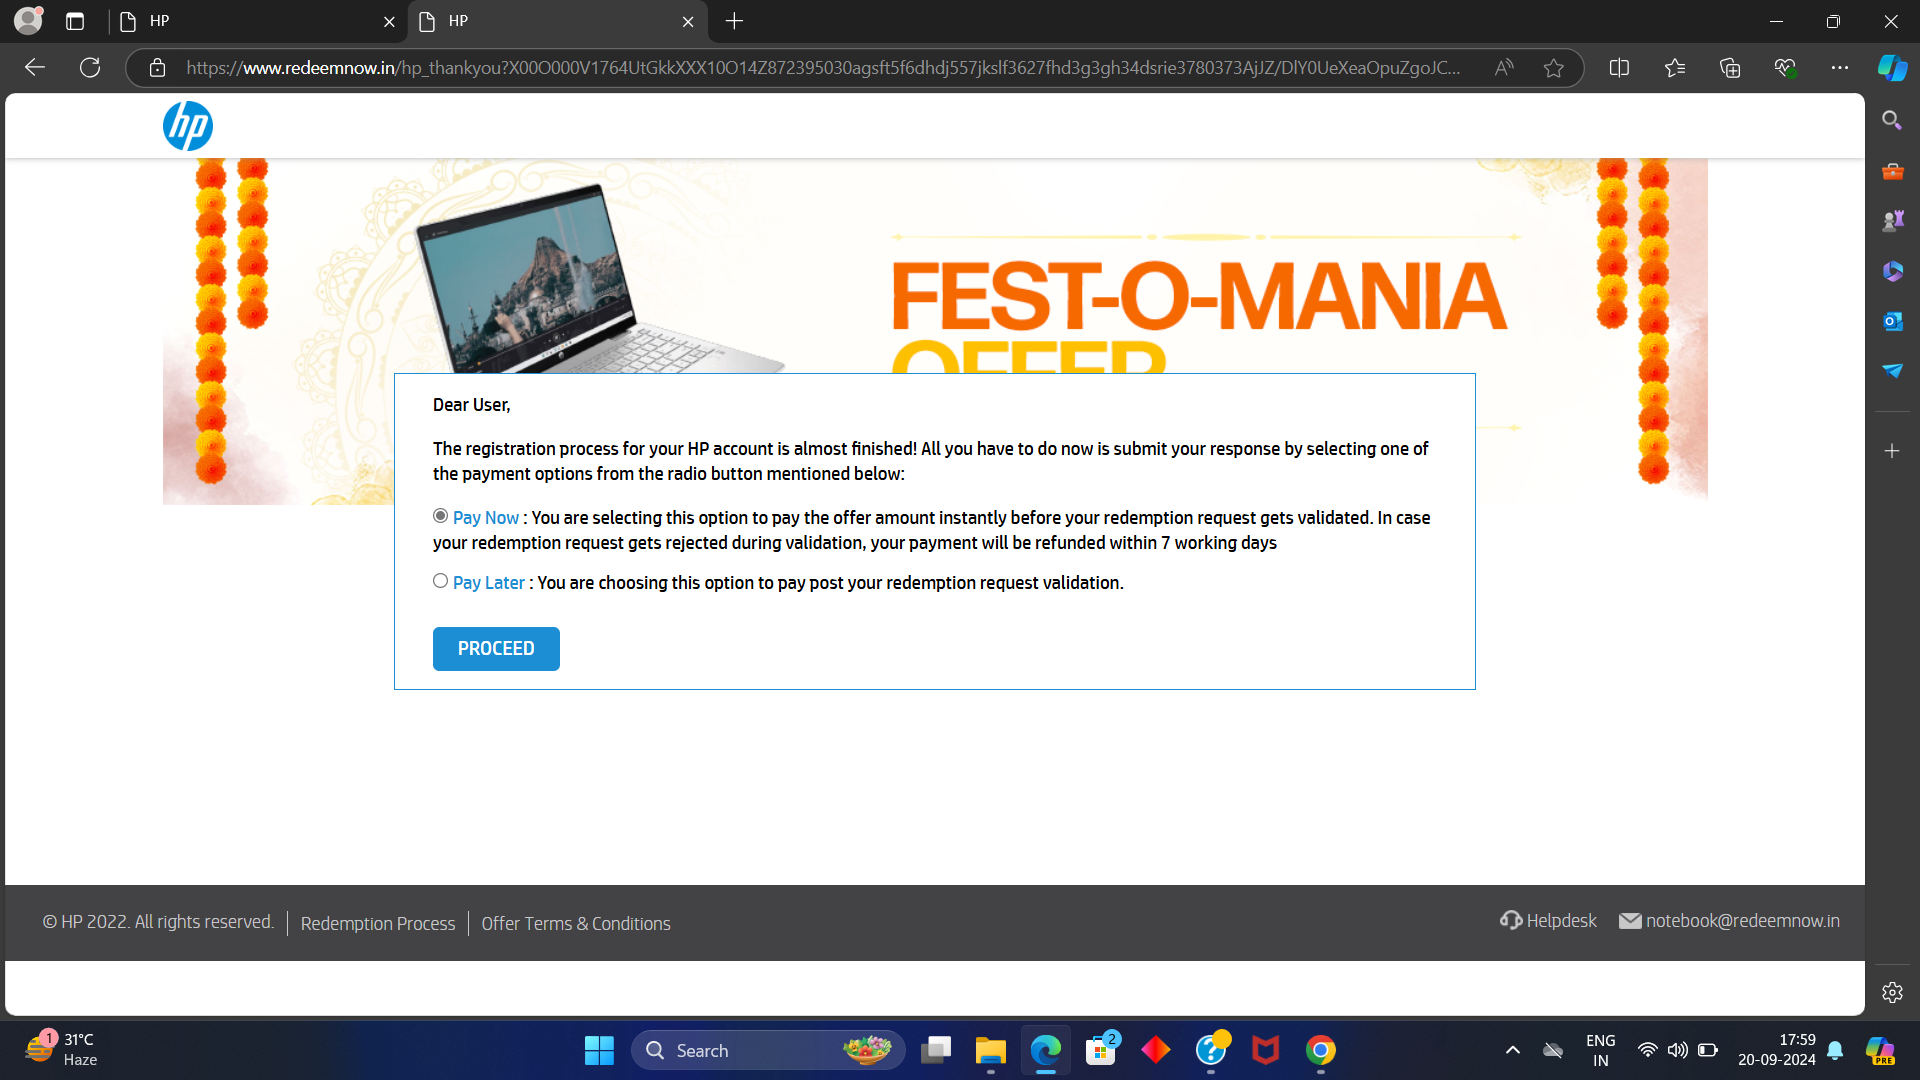 HP
HP
https://www.redeemnow.in/hp_thankyou?X00O000V1764UtGkkXXX10O14Z872395030agsft5f6dhdj557jkslf3627fhd3g3gh34dsrie3780373AjJZ/DlY0UeXeaOpuZgoJC...
hp
FEST-O-MANIA
OFFER
Dear User,
The registration process for your HP account is almost finished! All you have to do now is submit your response by selecting one of
the payment options from the radio button mentioned below:
Pay Now : You are selecting this option to pay the offer amount instantly before your redemption request gets validated. In case
your redemption request gets rejected during validation, your payment will be refunded within 7 working days
Pay Later : You are choosing this option to pay post your redemption request validation.
PROCEED
© HP 2022. All rights reserved. | Redemption Process | Offer Terms & Conditions
Helpdesk notebook@redeemnow.in
1
31°C
Haze
Search
2
ENG
IN
17:59
20-09-2024
PRE